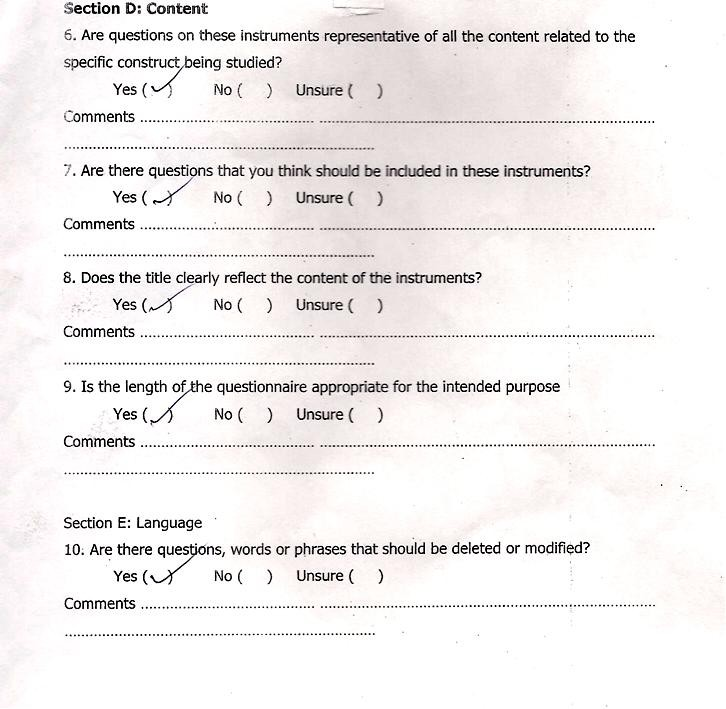 Section D: Content
6. Are questions on these instruments representative of all the content related to the
specific construct being studied?
Yes (✓) No ( ) Unsure ( )
Comments ........................................................................................................
..............................................................
7. Are there questions that you think should be included in these instruments?
Yes (✓) No ( ) Unsure ( )
Comments ........................................................................................................
..............................................................
8. Does the title clearly reflect the content of the instruments?
Yes (✓) No ( ) Unsure ( )
Comments ........................................................................................................
..............................................................
9. Is the length of the questionnaire appropriate for the intended purpose
Yes (✓) No ( ) Unsure ( )
Comments ........................................................................................................
..............................................................
Section E: Language
10. Are there questions, words or phrases that should be deleted or modified?
Yes (✓) No ( ) Unsure ( )
Comments ........................................................................................................
..............................................................